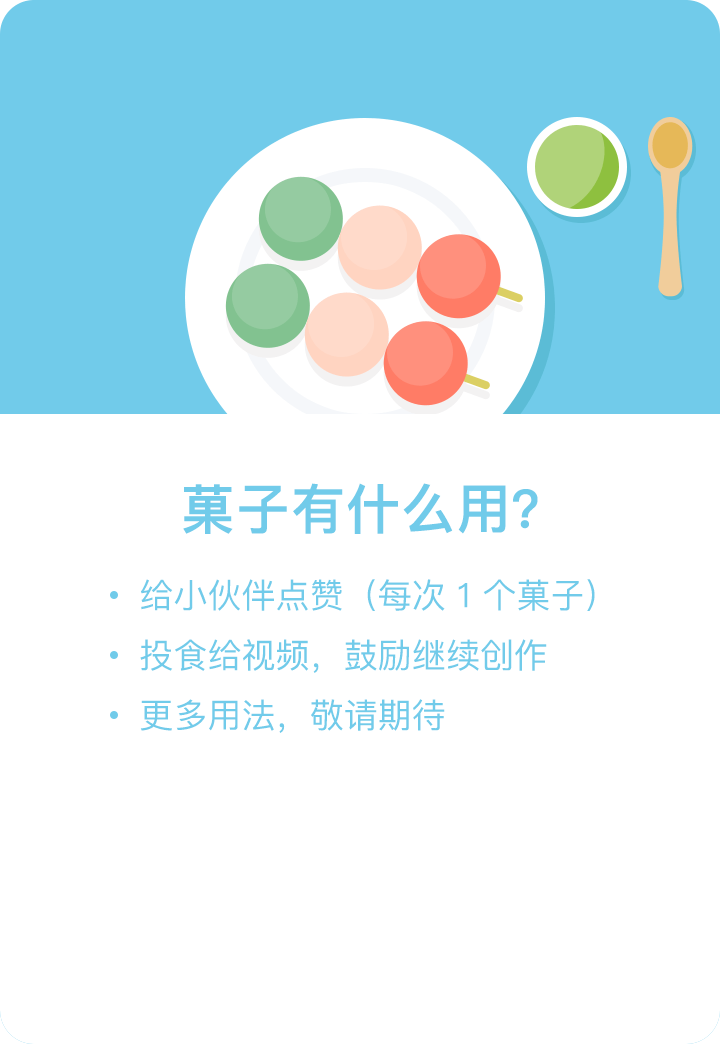 菓子有什么用?
• 给小伙伴点赞（每次 1 个菓子）
• 投食给视频，鼓励继续创作
• 更多用法，敬请期待